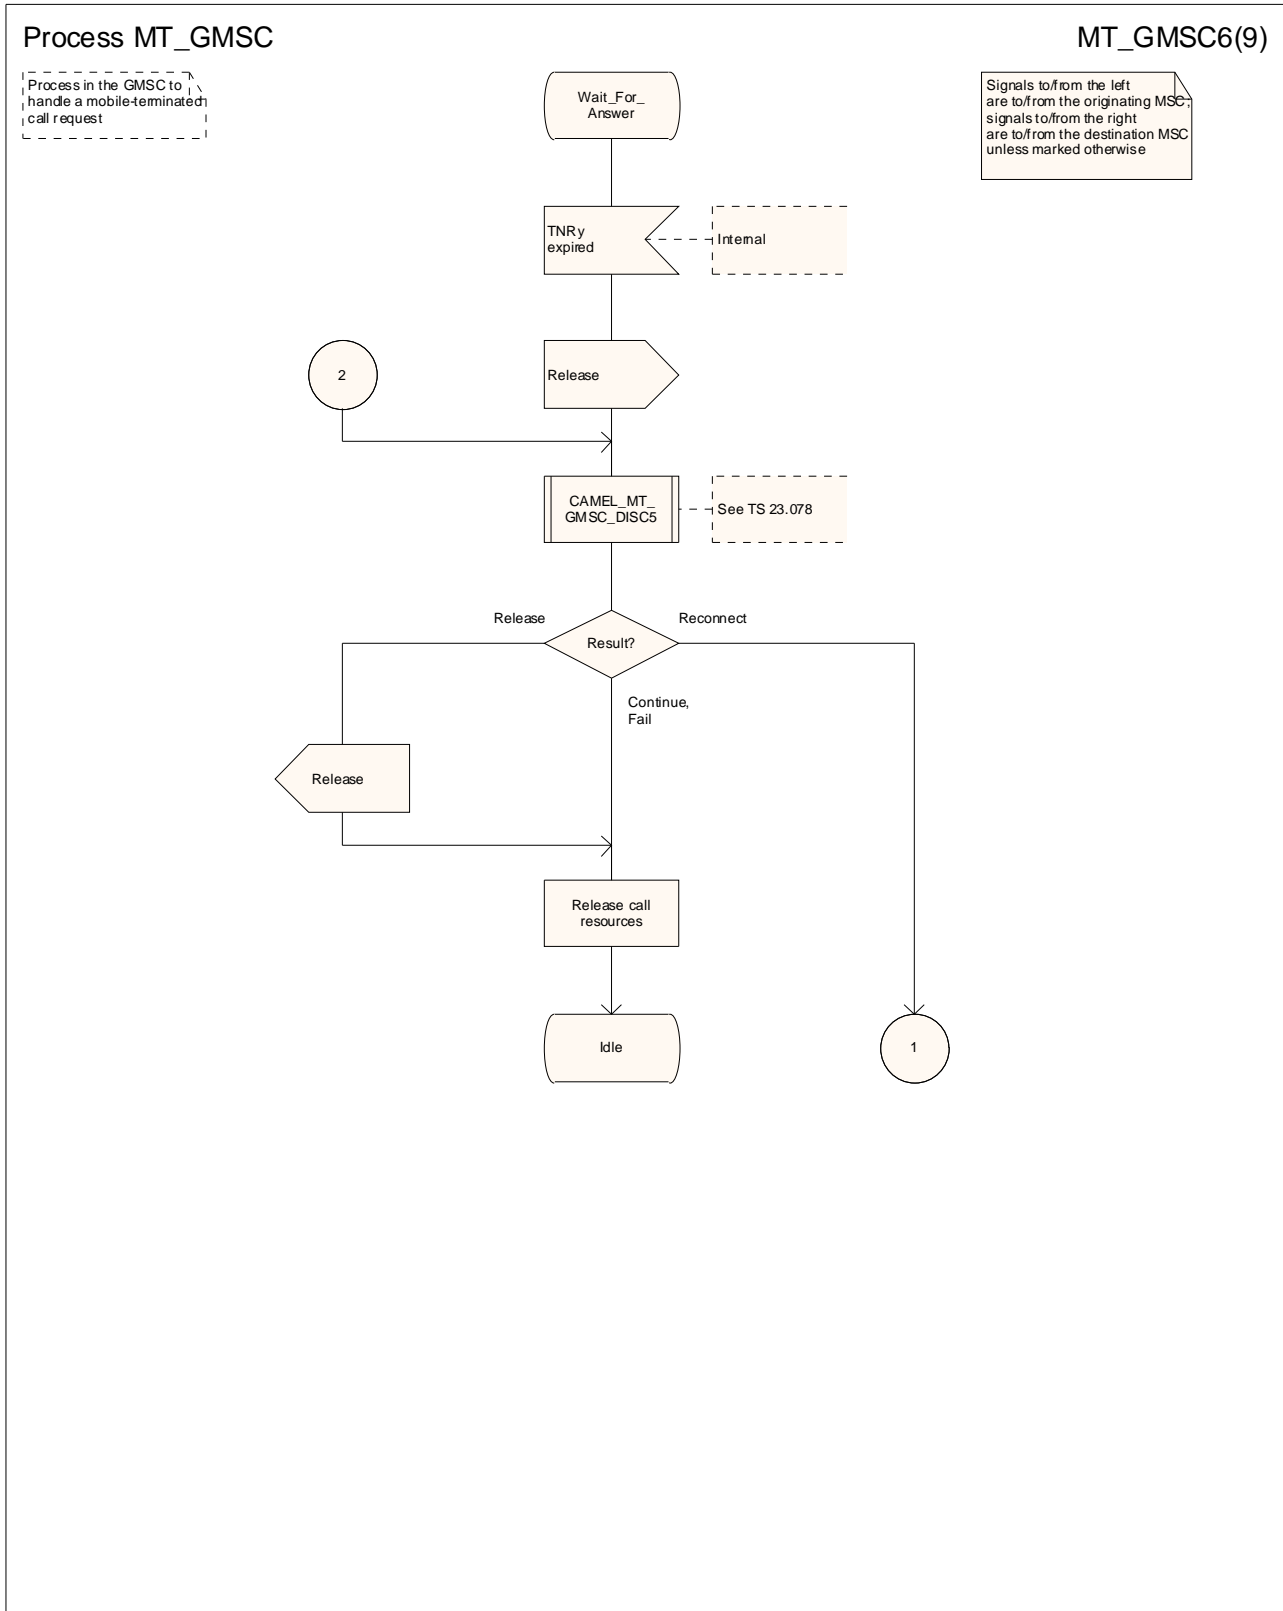 Process MT_GMSC
MT_GMSC6(9)
Process in the GMSC to
handle a mobile-terminated
call request
Signals to/from the left
are to/from the originating MSC;
signals to/from the right
are to/from the destination MSC
unless marked otherwise
Wait_For_
Answer
TNRy
expired
Internal
2
Release
CAMEL_MT_
GMSC_DISC5
See TS 23.078
Release
Reconnect
Result?
Continue,
Fail
Release
Release call
resources
Idle
1